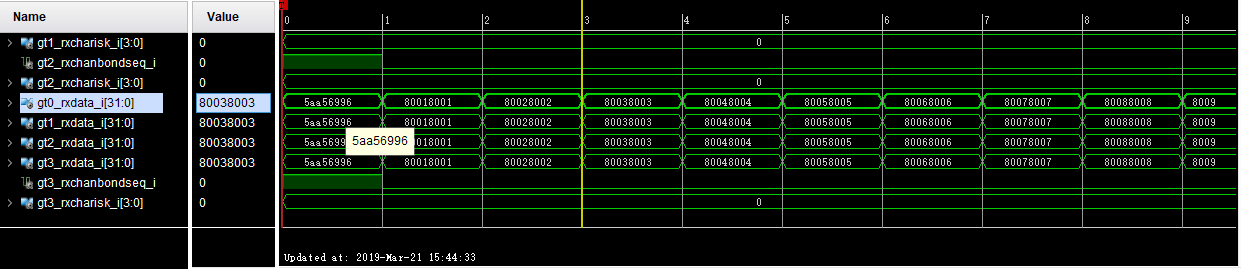 Name Value 0 1 2 3 4 5 6 7 8 9
gt1_rxcharisk_i[3:0] 0 0
gt2_rxchanbondseq_i 0
gt2_rxcharisk_i[3:0] 0 0
gt0_rxdata_i[31:0] 80038003 5aa56996 80018001 80028002 80038003 80048004 80058005 80068006 80078007 80088008 8009
gt1_rxdata_i[31:0] 80038003 5aa56996 80018001 80028002 80038003 80048004 80058005 80068006 80078007 80088008 8009
gt2_rxdata_i[31:0] 80038003 5aa56996 018001 80028002 80038003 80048004 80058005 80068006 80078007 80088008 8009
5aa56996
gt3_rxdata_i[31:0] 80038003 5aa56996 80018001 80028002 80038003 80048004 80058005 80068006 80078007 80088008 8009
gt3_rxchanbondseq_i 0
gt3_rxcharisk_i[3:0] 0 0
Updated at: 2019-Mar-21 15:44:33